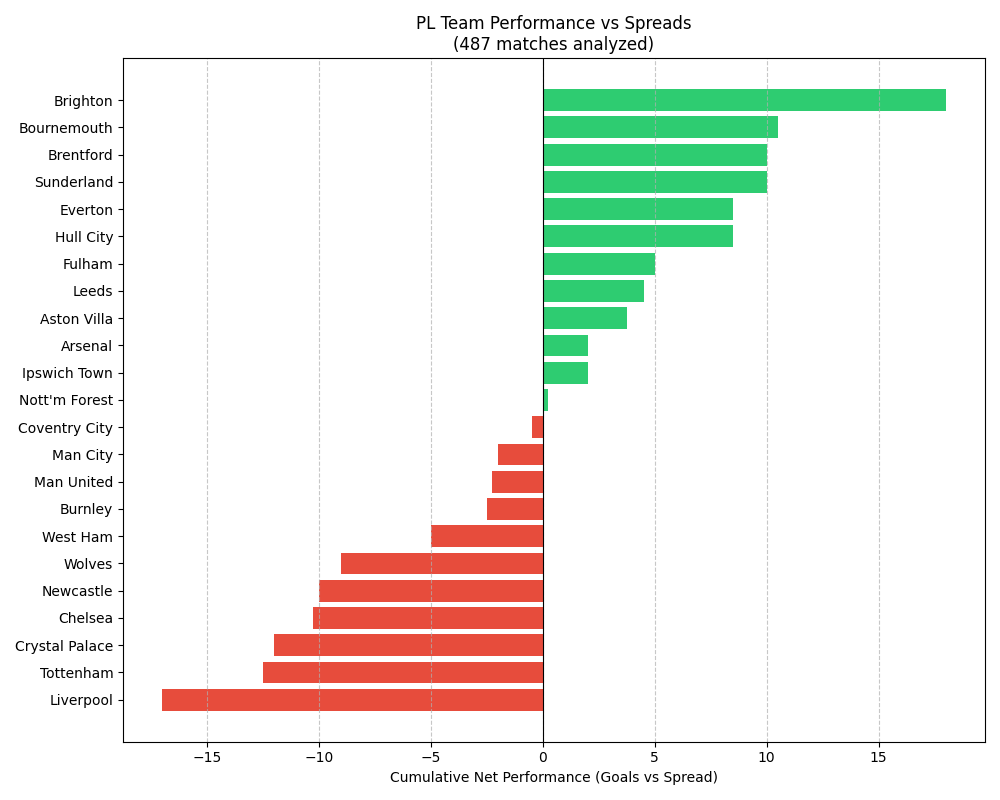 PL Team Performance vs Spreads
(487 matches analyzed)
Brighton
Bournemouth
Brentford
Sunderland
Everton
Hull City
Fulham
Leeds
Aston Villa
Arsenal
Ipswich Town
Nott'm Forest
Coventry City
Man City
Man United
Burnley
West Ham
Wolves
Newcastle
Chelsea
Crystal Palace
Tottenham
Liverpool
−15 −10 −5 0 5 10 15
Cumulative Net Performance (Goals vs Spread)